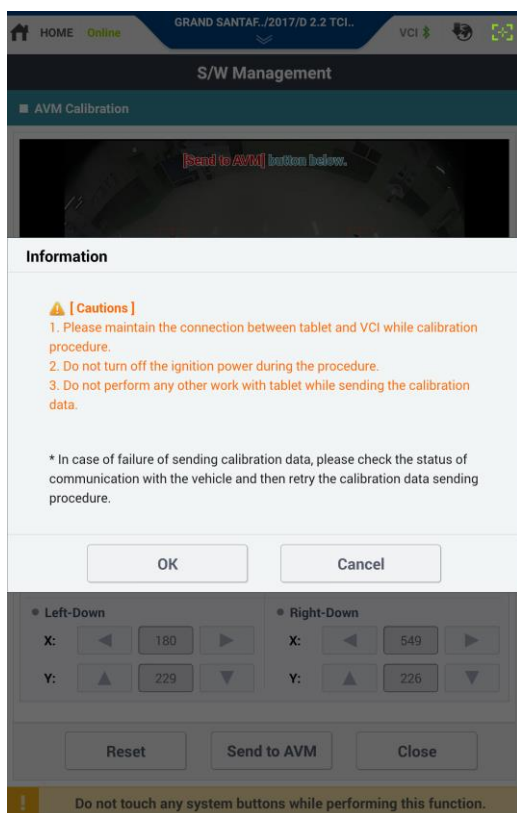 HOME Online GRAND SANTAF../2017/D 2.2 TCI.. VCI
S/W Management
■ AVM Calibration
[Send to AVM] button below.
Information
[ Cautions ]
1. Please maintain the connection between tablet and VCI while calibration
procedure.
2. Do not turn off the ignition power during the procedure.
3. Do not perform any other work with tablet while sending the calibration
data.
* In case of failure of sending calibration data, please check the status of
communication with the vehicle and then retry the calibration data sending
procedure.
OK Cancel
Left-Down Right-Down
X: 180 X: 549
Y: 229 Y: 226
Reset Send to AVM Close
! Do not touch any system buttons while performing this function.